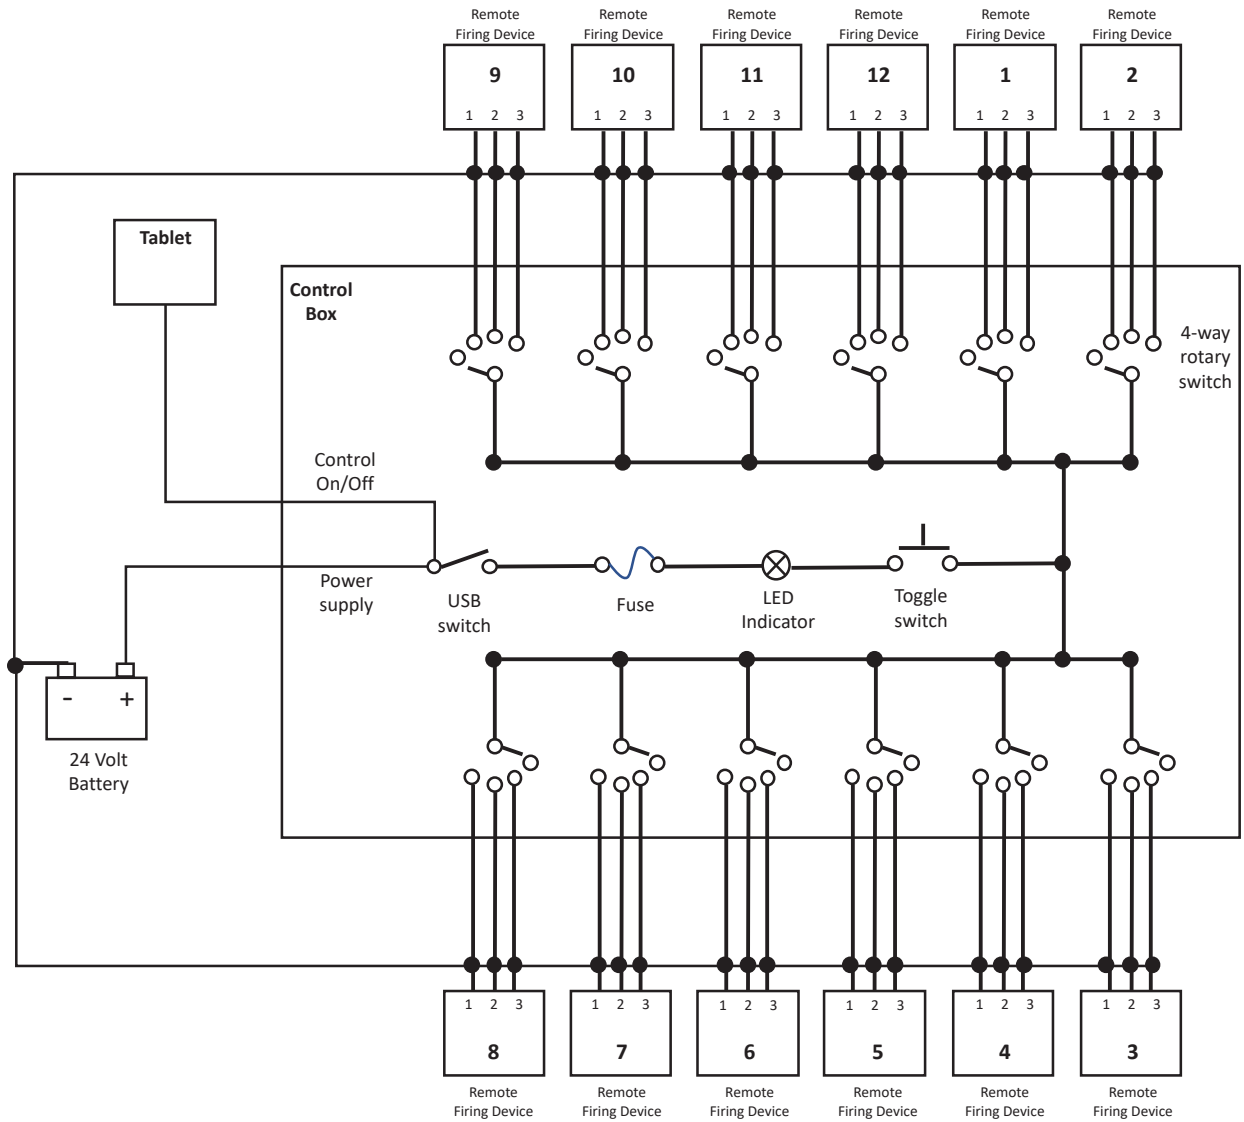 Remote
Firing Device
Remote
Firing Device
Remote
Firing Device
Remote
Firing Device
Remote
Firing Device
Remote
Firing Device
9
10
11
12
1
2
1 2 3
1 2 3
1 2 3
1 2 3
1 2 3
1 2 3
Tablet
Control
Box
4-way
rotary
switch
Control
On/Off
Power
supply
USB
switch
Fuse
LED
Indicator
Toggle
switch
- +
24 Volt
Battery
1 2 3
1 2 3
1 2 3
1 2 3
1 2 3
1 2 3
8
7
6
5
4
3
Remote
Firing Device
Remote
Firing Device
Remote
Firing Device
Remote
Firing Device
Remote
Firing Device
Remote
Firing Device